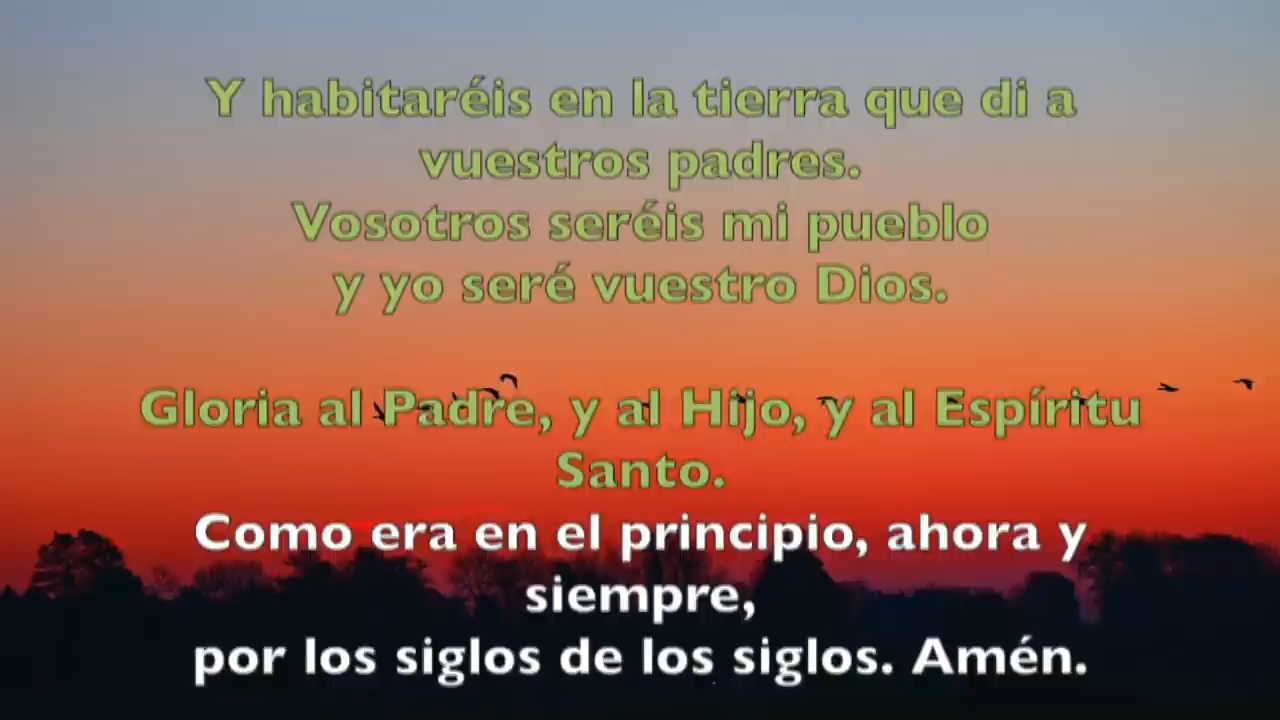 Y habitaréis en la tierra que di a
vuestros padres.
Vosotros seréis mi pueblo
y yo seré vuestro Dios.
Gloria al Padre, y al Hijo, y al Espíritu
Santo.
Como era en el principio, ahora y
siempre,
por los siglos de los siglos. Amén.